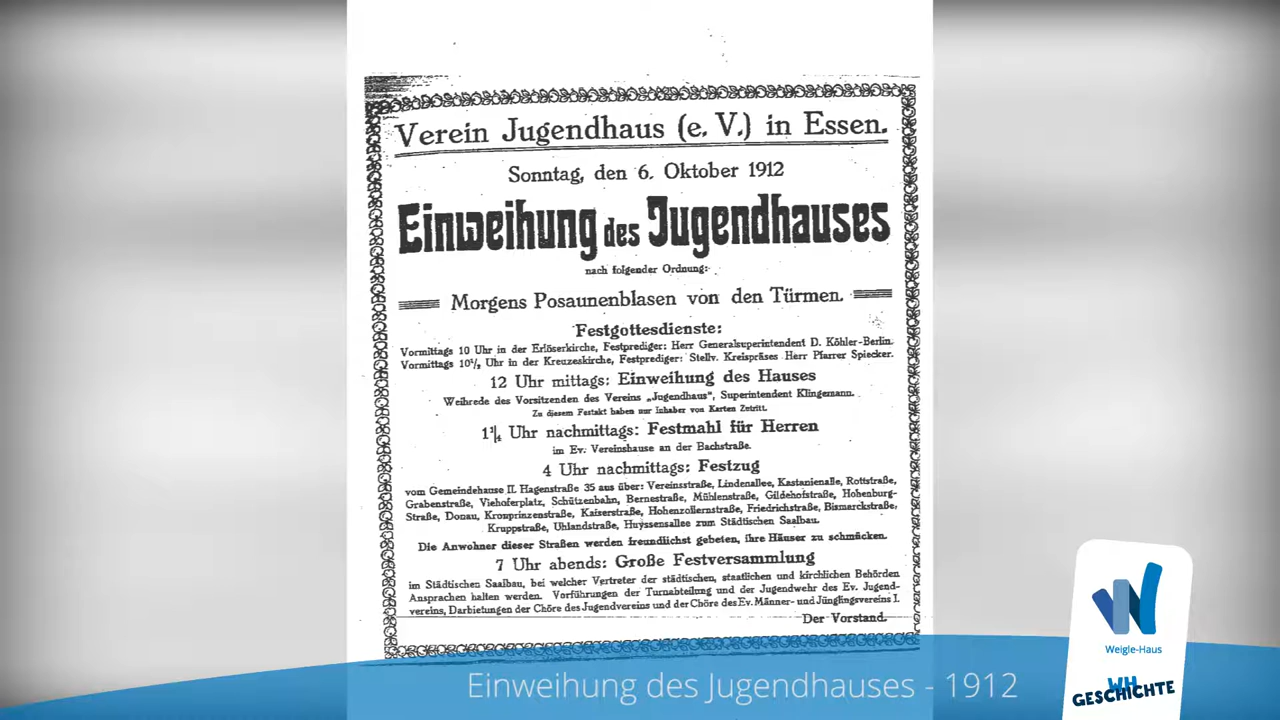 Verein Jugendhaus (e. V.) in Essen.
Sonntag, den 6. Oktober 1912
Einweihung des Jugendhauses
nach folgender Ordnung:
Morgens Posaunenblasen von den Türmen.
Festgottesdienste:
Vormittags 10 Uhr in der Erlöserkirche, Festprediger: Herr Generalsuperintendent D. Köhler-Berlin.
Vormittags 10½ Uhr in der Kreuzeskirche, Festprediger: Stellv. Kreispräses Herr Pfarrer Spiecker.
12 Uhr mittags: Einweihung des Hauses
Weihrede des Vorsitzenden des Vereins „Jugendhaus", Superintendent Klingemann.
Zu diesem Festakt haben nur Inhaber von Karten Zutritt.
1¼ Uhr nachmittags: Festmahl für Herren
im Ev. Vereinshause an der Bachstraße.
4 Uhr nachmittags: Festzug
vom Gemeindehause II. Hagenstraße 35 aus über: Vereinsstraße, Lindenallee, Kastanienalle, Rottstraße,
Grabenstraße, Viehoferplatz, Schützenbahn, Bernestraße, Mühlenstraße, Gildehofstraße, Hohenburg-
Straße, Donau, Kronprinzenstraße, Kaiserstraße, Hohenzollernstraße, Friedrichstraße, Bismarckstraße,
Kruppstraße, Uhlandstraße, Huyssensallee zum Städtischen Saalbau.
Die Anwohner dieser Straßen werden freundlichst gebeten, ihre Häuser zu schmücken.
7 Uhr abends: Große Festversammlung
im Städtischen Saalbau, bei welcher Vertreter der städtischen, staatlichen und kirchlichen Behörden
Ansprachen halten werden. Vorführungen der Turnabteilung und der Jugendwehr des Ev. Jugend-
vereins, Darbietungen der Chöre des Jugendvereins und der Chöre des Ev. Männer- und Jünglingsvereins I.
Der Vorstand.
Einweihung des Jugendhauses - 1912
Weigle-Haus
WH
GESCHICHTE